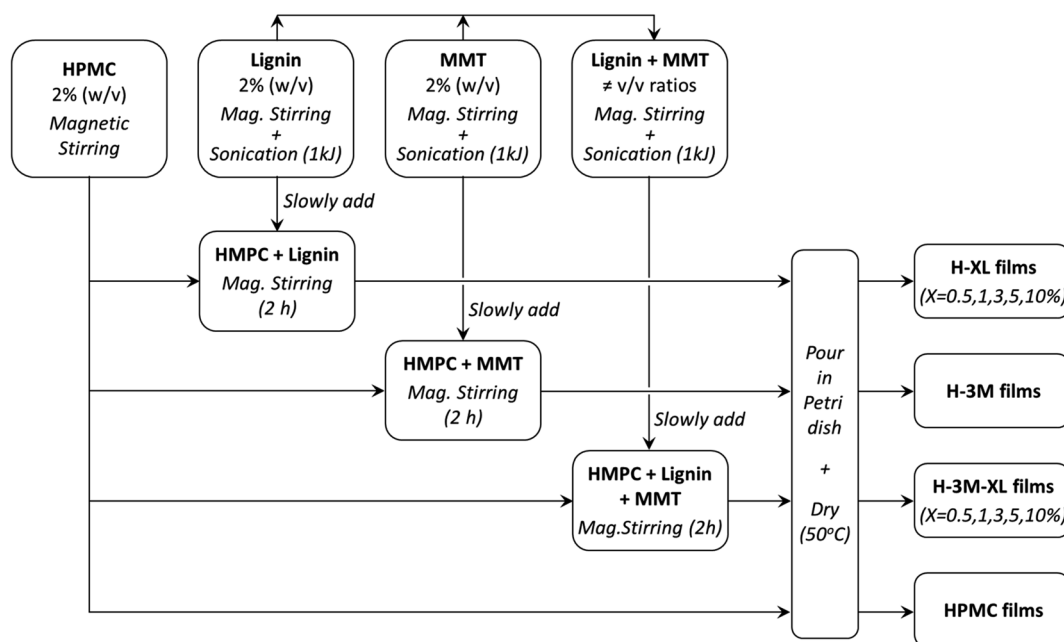 HPMC
2% (w/v)
Magnetic
Stirring
Lignin
2% (w/v)
Mag. Stirring
+
Sonication (1kJ)
MMT
2% (w/v)
Mag. Stirring
+
Sonication (1kJ)
Lignin + MMT
≠ v/v ratios
Mag. Stirring
+
Sonication (1kJ)
Slowly add
HMPC + Lignin
Mag. Stirring
(2 h)
Slowly add
HMPC + MMT
Mag. Stirring
(2 h)
Slowly add
HMPC + Lignin
+ MMT
Mag.Stirring (2h)
Pour
in
Petri
dish
+
Dry
(50°C)
H-XL films
(X=0.5,1,3,5,10%)
H-3M films
H-3M-XL films
(X=0.5,1,3,5,10%)
HPMC films